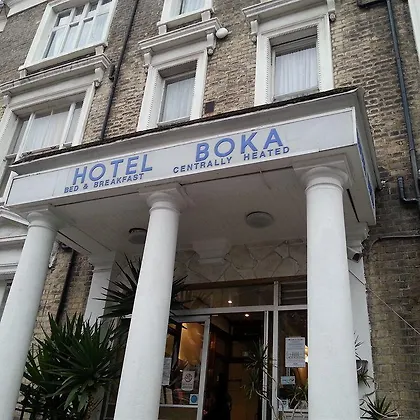 HOTEL BOKA
BED & BREAKFAST CENTRALLY HEATED